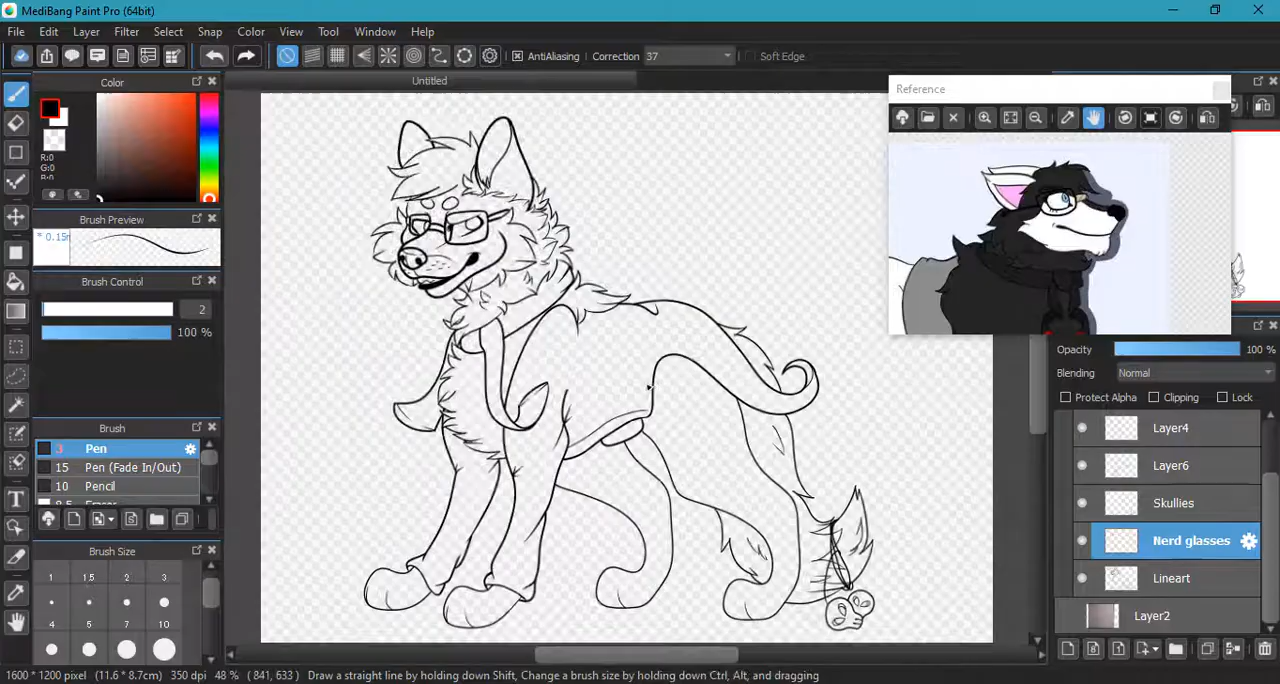 MediBang Paint Pro (64bit)
File Edit Layer Filter Select Snap Color View Tool Window Help
AntiAliasing Correction 37 Soft Edge
Color
Untitled
Reference
R:0
G:0
B:0
Brush Preview
* 0.15m
Brush Control
2
100 %
Brush
3 Pen
15 Pen (Fade In/Out)
10 Pencil
Brush Size
1 1.5 2 3
4 5 7 10
Opacity 100 %
Blending Normal
Protect Alpha Clipping Lock
Layer4
Layer6
Skullies
Nerd glasses
Lineart
Layer2
1600 * 1200 pixel (11.6 * 8.7cm) 350 dpi 48 % ( 841, 633 ) Draw a straight line by holding down Shift, Change a brush size by holding down Ctrl, Alt, and dragging